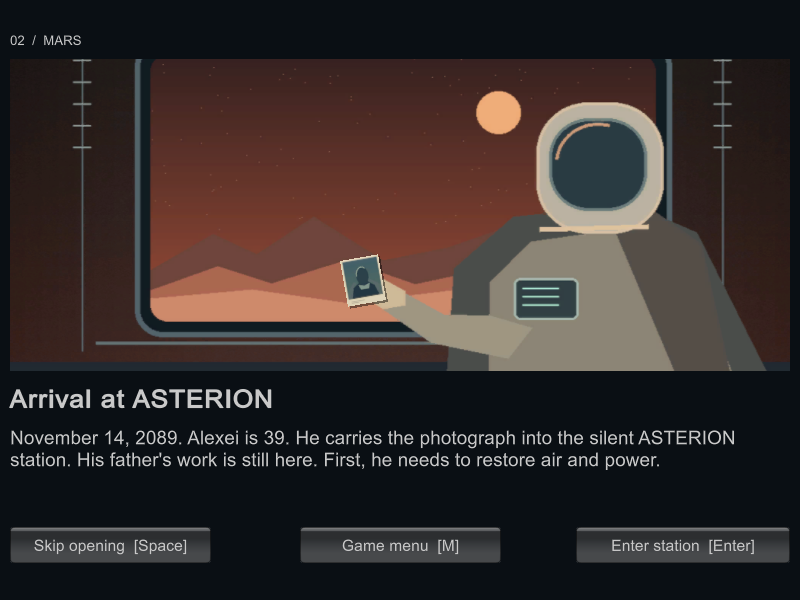 02 / MARS
Arrival at ASTERION
November 14, 2089. Alexei is 39. He carries the photograph into the silent ASTERION
station. His father's work is still here. First, he needs to restore air and power.
Skip opening [Space]
Game menu [M]
Enter station [Enter]